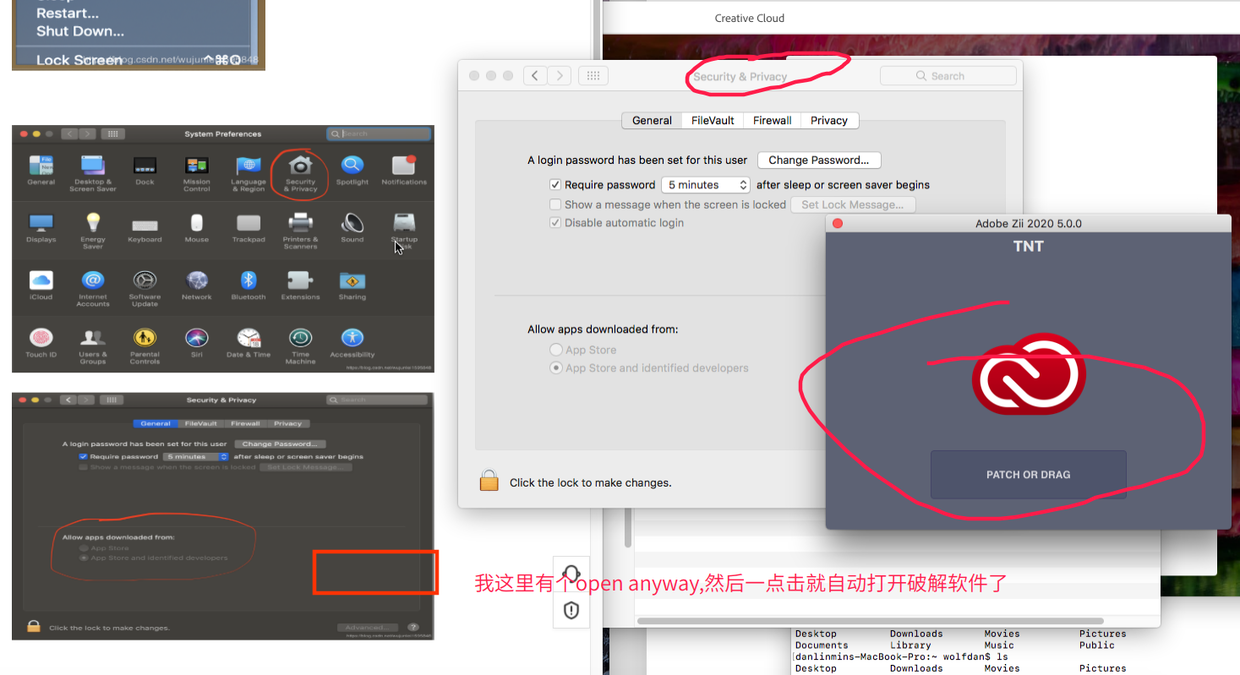 Restart...
Shut Down...
Lock Screen
Creative Cloud
Security & Privacy
Search
General FileVault Firewall Privacy
A login password has been set for this user Change Password...
Require password 5 minutes after sleep or screen saver begins
Show a message when the screen is locked Set Lock Message...
Disable automatic login
Allow apps downloaded from:
App Store
App Store and identified developers
Click the lock to make changes.
Adobe Zii 2020 5.0.0
TNT
PATCH OR DRAG
System Preferences
Search
General
Desktop &
Screen Saver
Dock
Mission
Control
Language
& Region
Security
& Privacy
Spotlight
Notifications
Displays
Energy
Saver
Keyboard
Mouse
Trackpad
Printers &
Scanners
Sound
Startup
Disk
iCloud
Internet
Accounts
Software
Update
Network
Bluetooth
Extensions
Sharing
Touch ID
Users &
Groups
Parental
Controls
Siri
Date & Time
Time
Machine
Accessibility
Security & Privacy
Search
General FileVault Firewall Privacy
A login password has been set for this user Change Password...
Require password 5 minutes after sleep or screen saver begins
Show a message when the screen is locked Set Lock Message...
Allow apps downloaded from:
App Store
App Store and identified developers
Click the lock to make changes.
Advanced... ?
我这里有个open anyway,然后一点击就自动打开破解软件了
Desktop Downloads Movies Pictures
Documents Library Music Public
danlinmins-MacBook-Pro:~ wolfdan$ ls
Desktop Downloads Movies Pictures